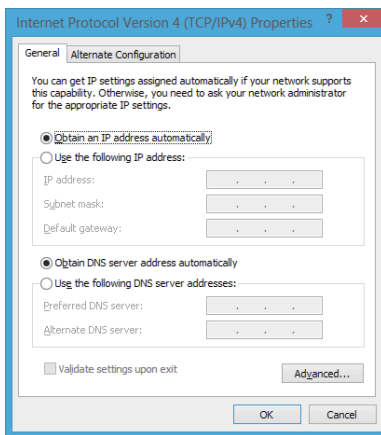 Internet Protocol Version 4 (TCP/IPv4) Properties ? ×
General Alternate Configuration
You can get IP settings assigned automatically if your network supports
this capability. Otherwise, you need to ask your network administrator
for the appropriate IP settings.
Obtain an IP address automatically
Use the following IP address:
IP address:
Subnet mask:
Default gateway:
Obtain DNS server address automatically
Use the following DNS server addresses:
Preferred DNS server:
Alternate DNS server:
Validate settings upon exit
Advanced...
OK Cancel